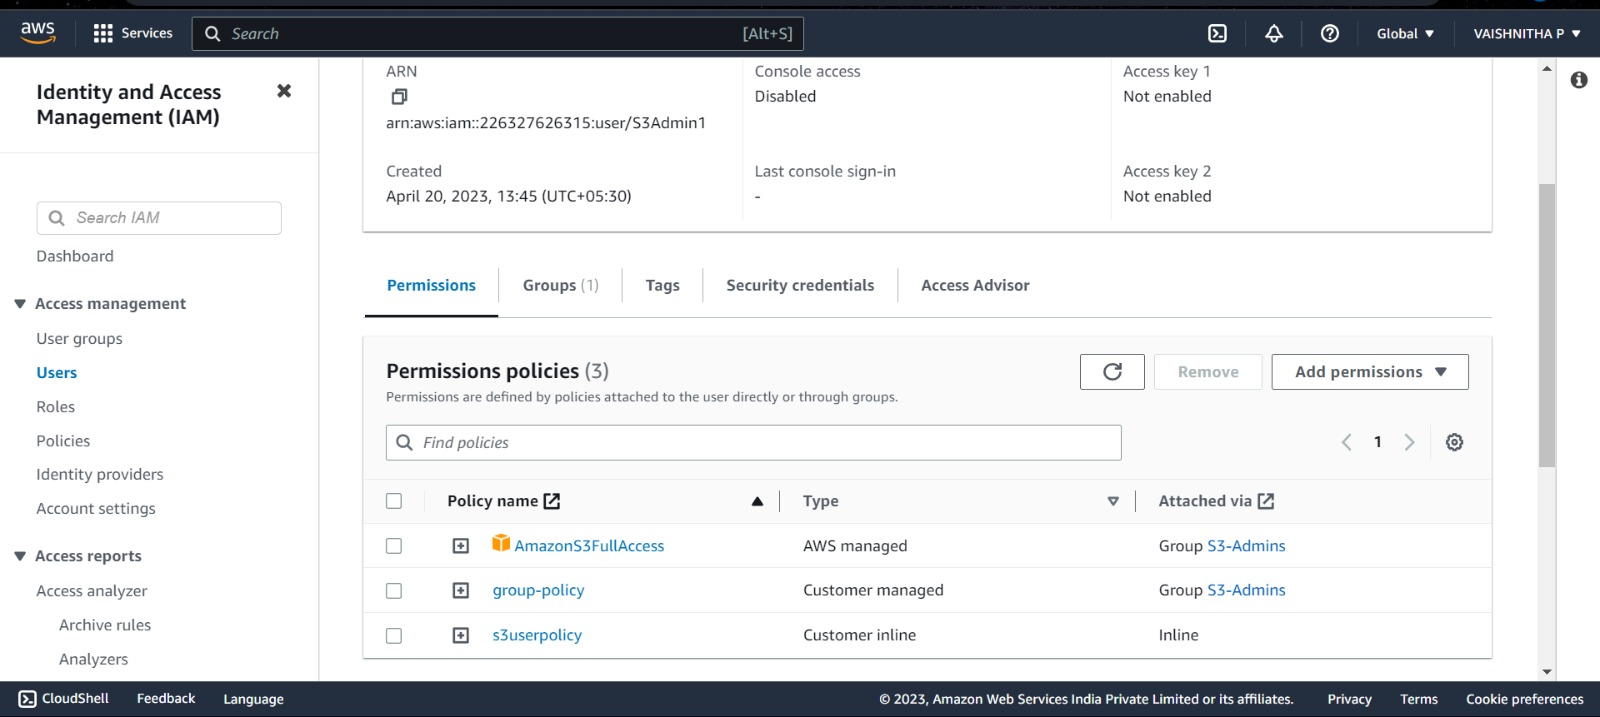 aws
Services
Search [Alt+S]
Global
VAISHNITHA P
Identity and Access
Management (IAM)
Search IAM
Dashboard
Access management
User groups
Users
Roles
Policies
Identity providers
Account settings
Access reports
Access analyzer
Archive rules
Analyzers
ARN
arn:aws:iam::226327626315:user/S3Admin1
Console access
Disabled
Access key 1
Not enabled
Created
April 20, 2023, 13:45 (UTC+05:30)
Last console sign-in
-
Access key 2
Not enabled
Permissions
Groups (1)
Tags
Security credentials
Access Advisor
Permissions policies (3)
Permissions are defined by policies attached to the user directly or through groups.
Remove
Add permissions
Find policies
1
Policy name Type Attached via
AmazonS3FullAccess AWS managed Group S3-Admins
group-policy Customer managed Group S3-Admins
s3userpolicy Customer inline Inline
CloudShell
Feedback
Language
© 2023, Amazon Web Services India Private Limited or its affiliates.
Privacy
Terms
Cookie preferences